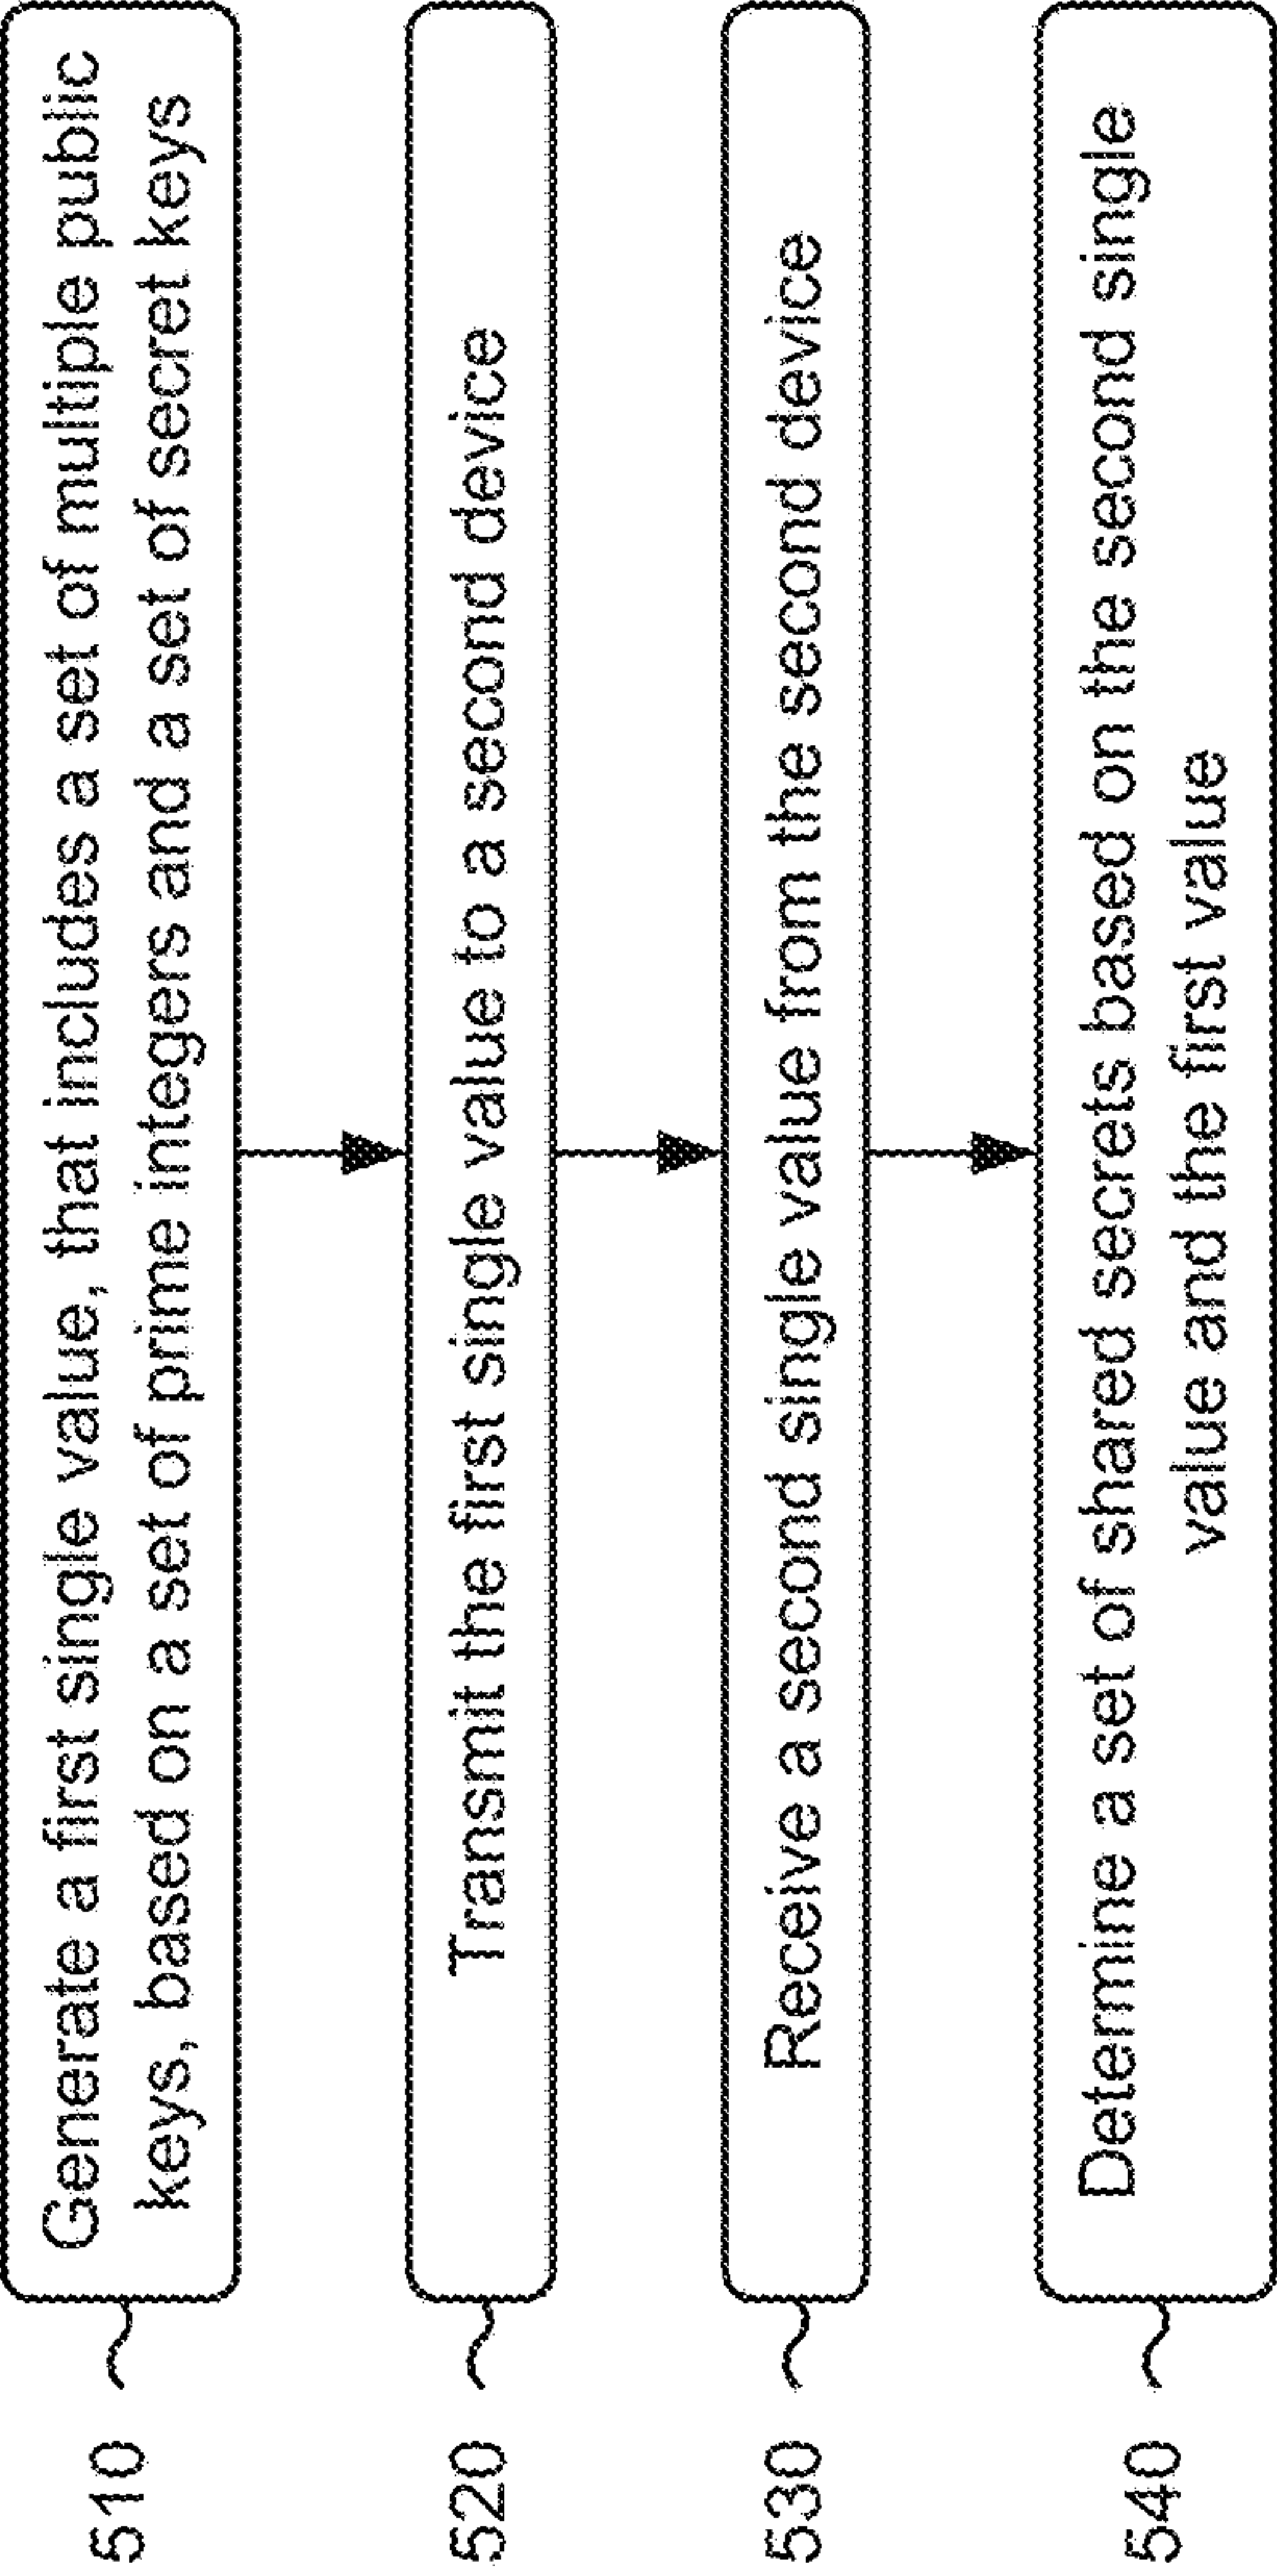 510
Generate a first single value, that includes a set of multiple public
keys, based on a set of prime integers and a set of secret keys
520
Transmit the first single value to a second device
530
Receive a second single value from the second device
540
Determine a set of shared secrets based on the second single
value and the first value